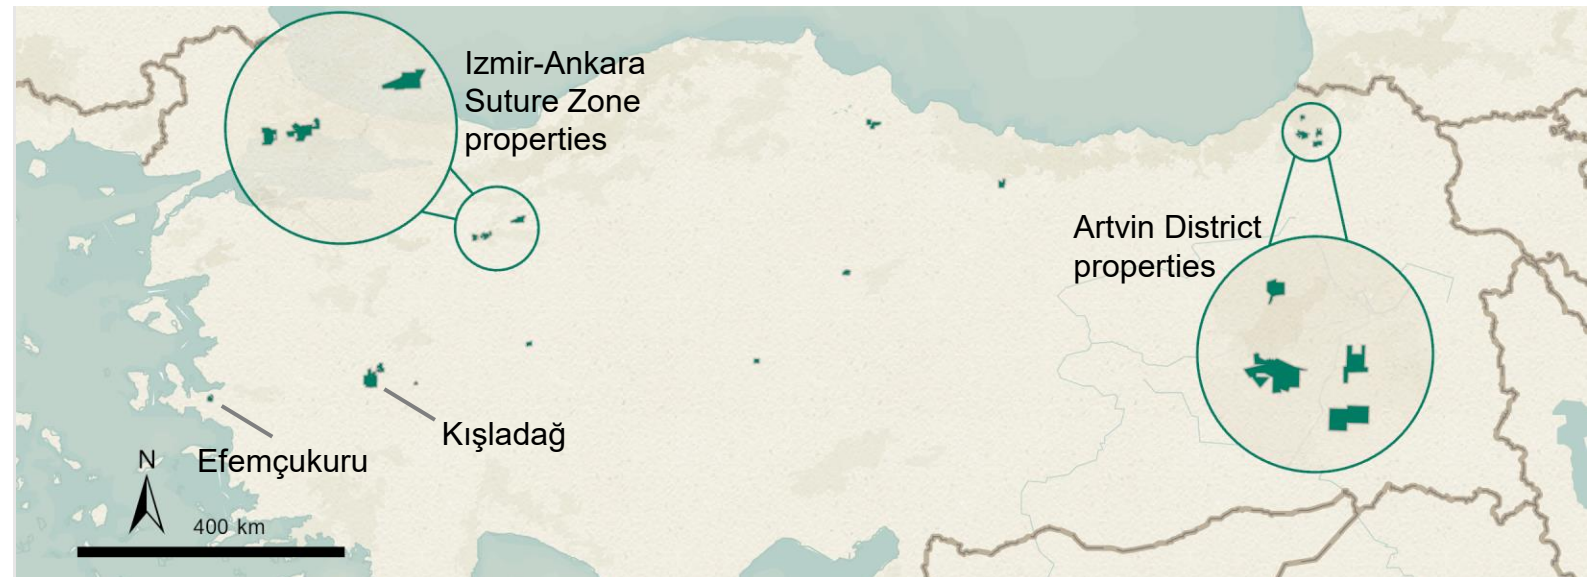 Izmir-Ankara
Suture Zone
properties
Artvin District
properties
Kışladağ
Efemçukuru
N
400 km